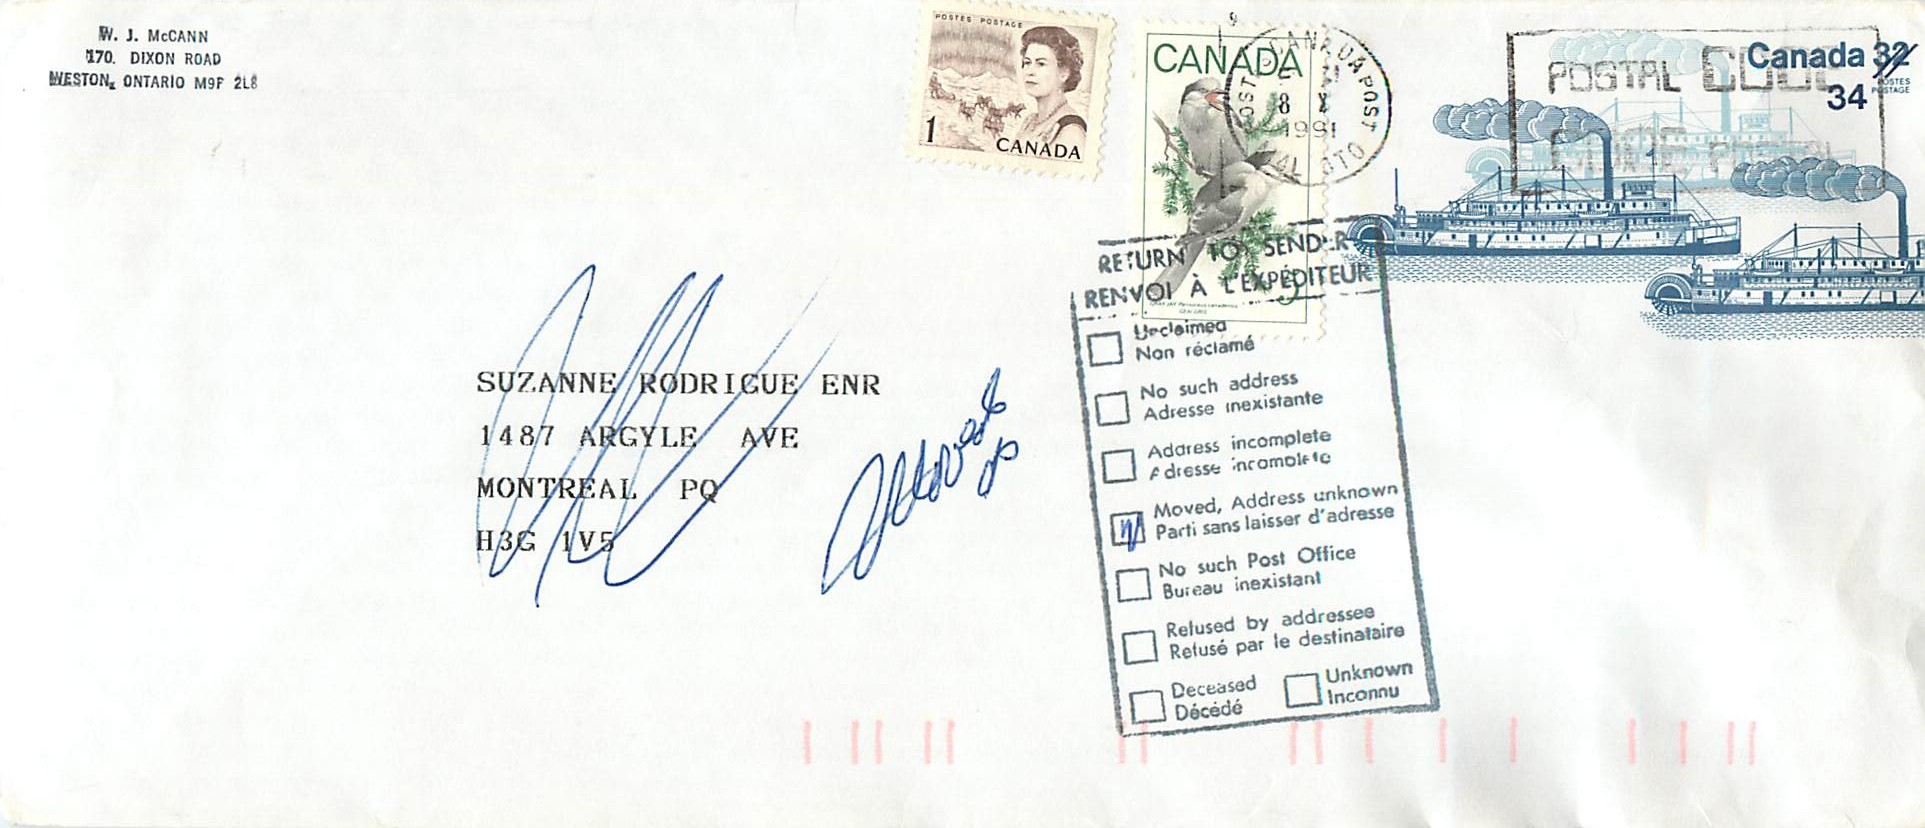 W. J. McCANN
170. DIXON ROAD
WESTON, ONTARIO M9F 2L8
POSTES POSTAGE
1
CANADA
CANADA
5
CANADA POST
8 X
1991
POSTAL CODE
Canada 32
34
POSTES
POSTAGE
RETURN TO SENDER
RENVOI À L'EXPÉDITEUR
Unclaimed
Non réclamé
No such address
Adresse inexistante
Address incomplete
Adresse incomplète
Moved, Address unknown
Parti sans laisser d'adresse
No such Post Office
Bureau inexistant
Refused by addressee
Refusé par le destinataire
Deceased
Décédé
Unknown
Inconnu
SUZANNE RODRIGUE ENR
1487 ARGYLE AVE
MONTREAL PQ
H3G 1V5